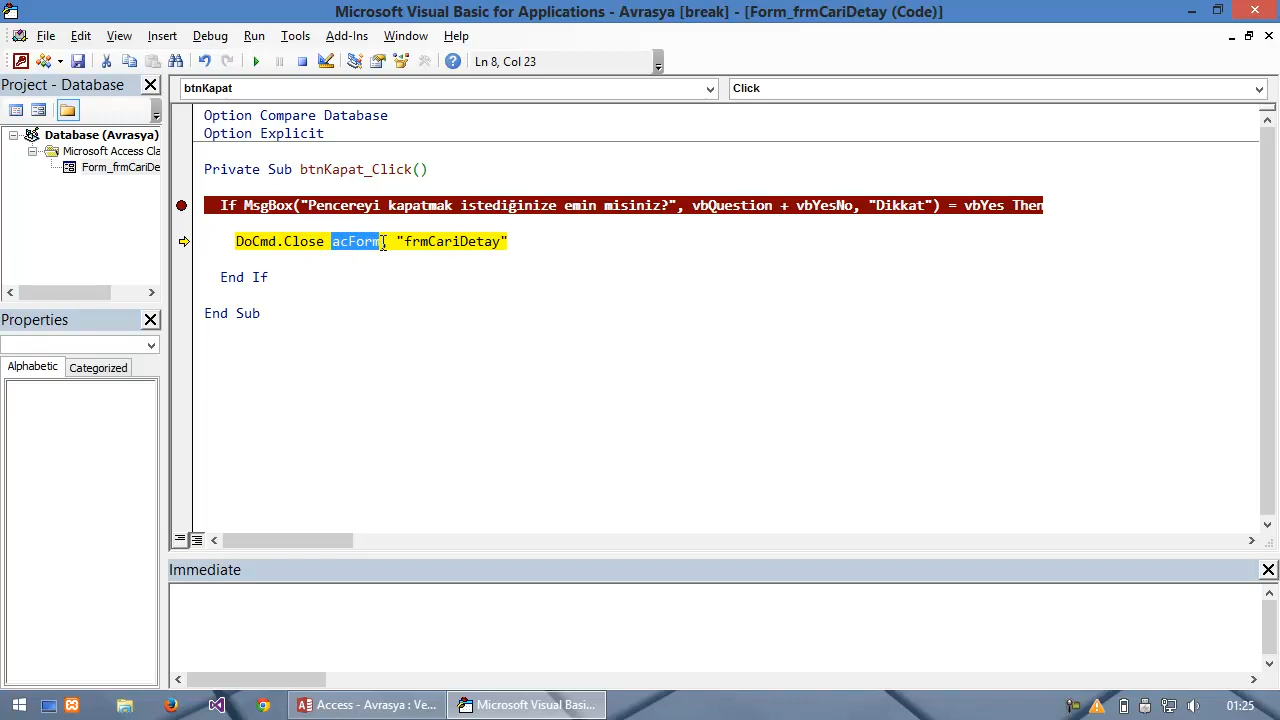 Microsoft Visual Basic for Applications - Avrasya [break] - [Form_frmCariDetay (Code)]
File Edit View Insert Debug Run Tools Add-Ins Window Help
Ln 8, Col 23
Project - Database
btnKapat
Click
Database (Avrasya)
Microsoft Access Cla
Form_frmCariDe
Option Compare Database
Option Explicit
Private Sub btnKapat_Click()
If MsgBox("Pencereyi kapatmak istediğinize emin misiniz?", vbQuestion + vbYesNo, "Dikkat") = vbYes Then
DoCmd.Close acForm, "frmCariDetay"
End If
End Sub
Properties
Alphabetic Categorized
Immediate
Access - Avrasya : Ve...
Microsoft Visual Basi...
01:25